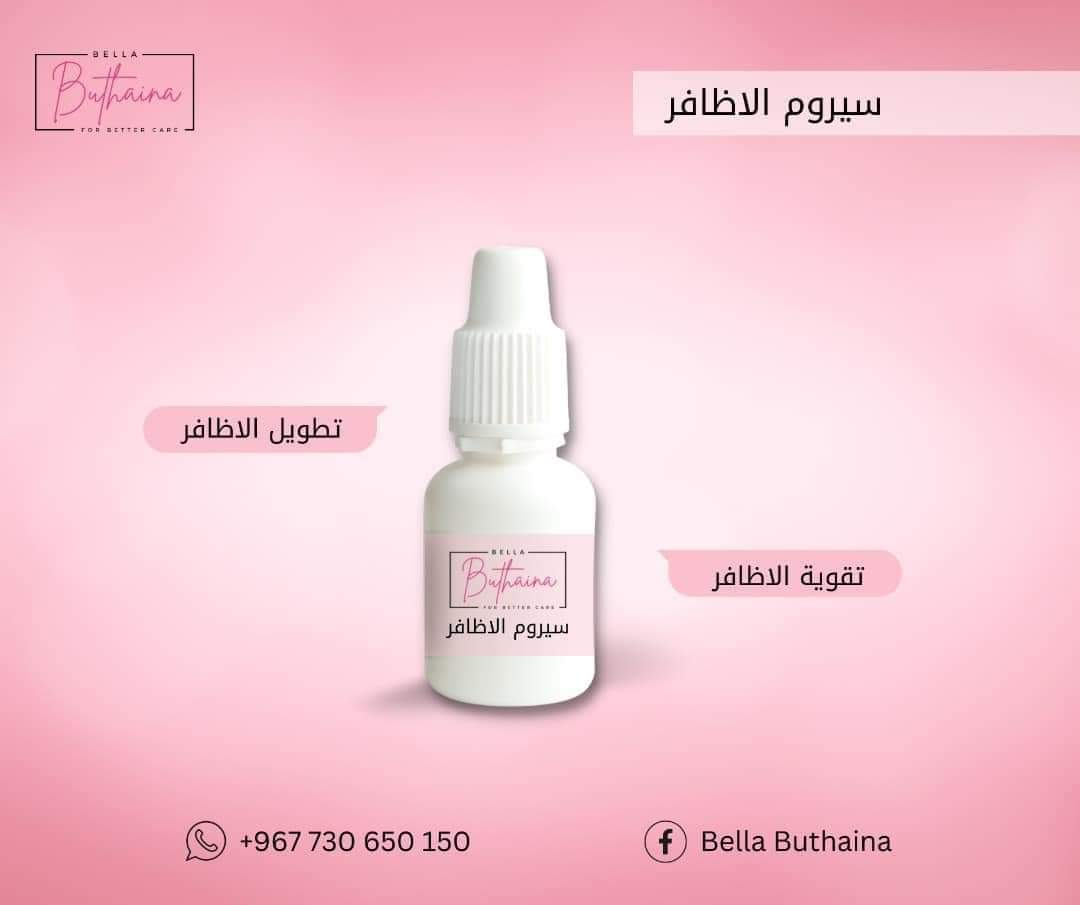 BELLA
Buthaina
FOR BETTER CARE
سيروم الاظافر
تطويل الاظافر
تقوية الاظافر
BELLA
Buthaina
FOR BETTER CARE
سيروم الاظافر
+967 730 650 150
Bella Buthaina